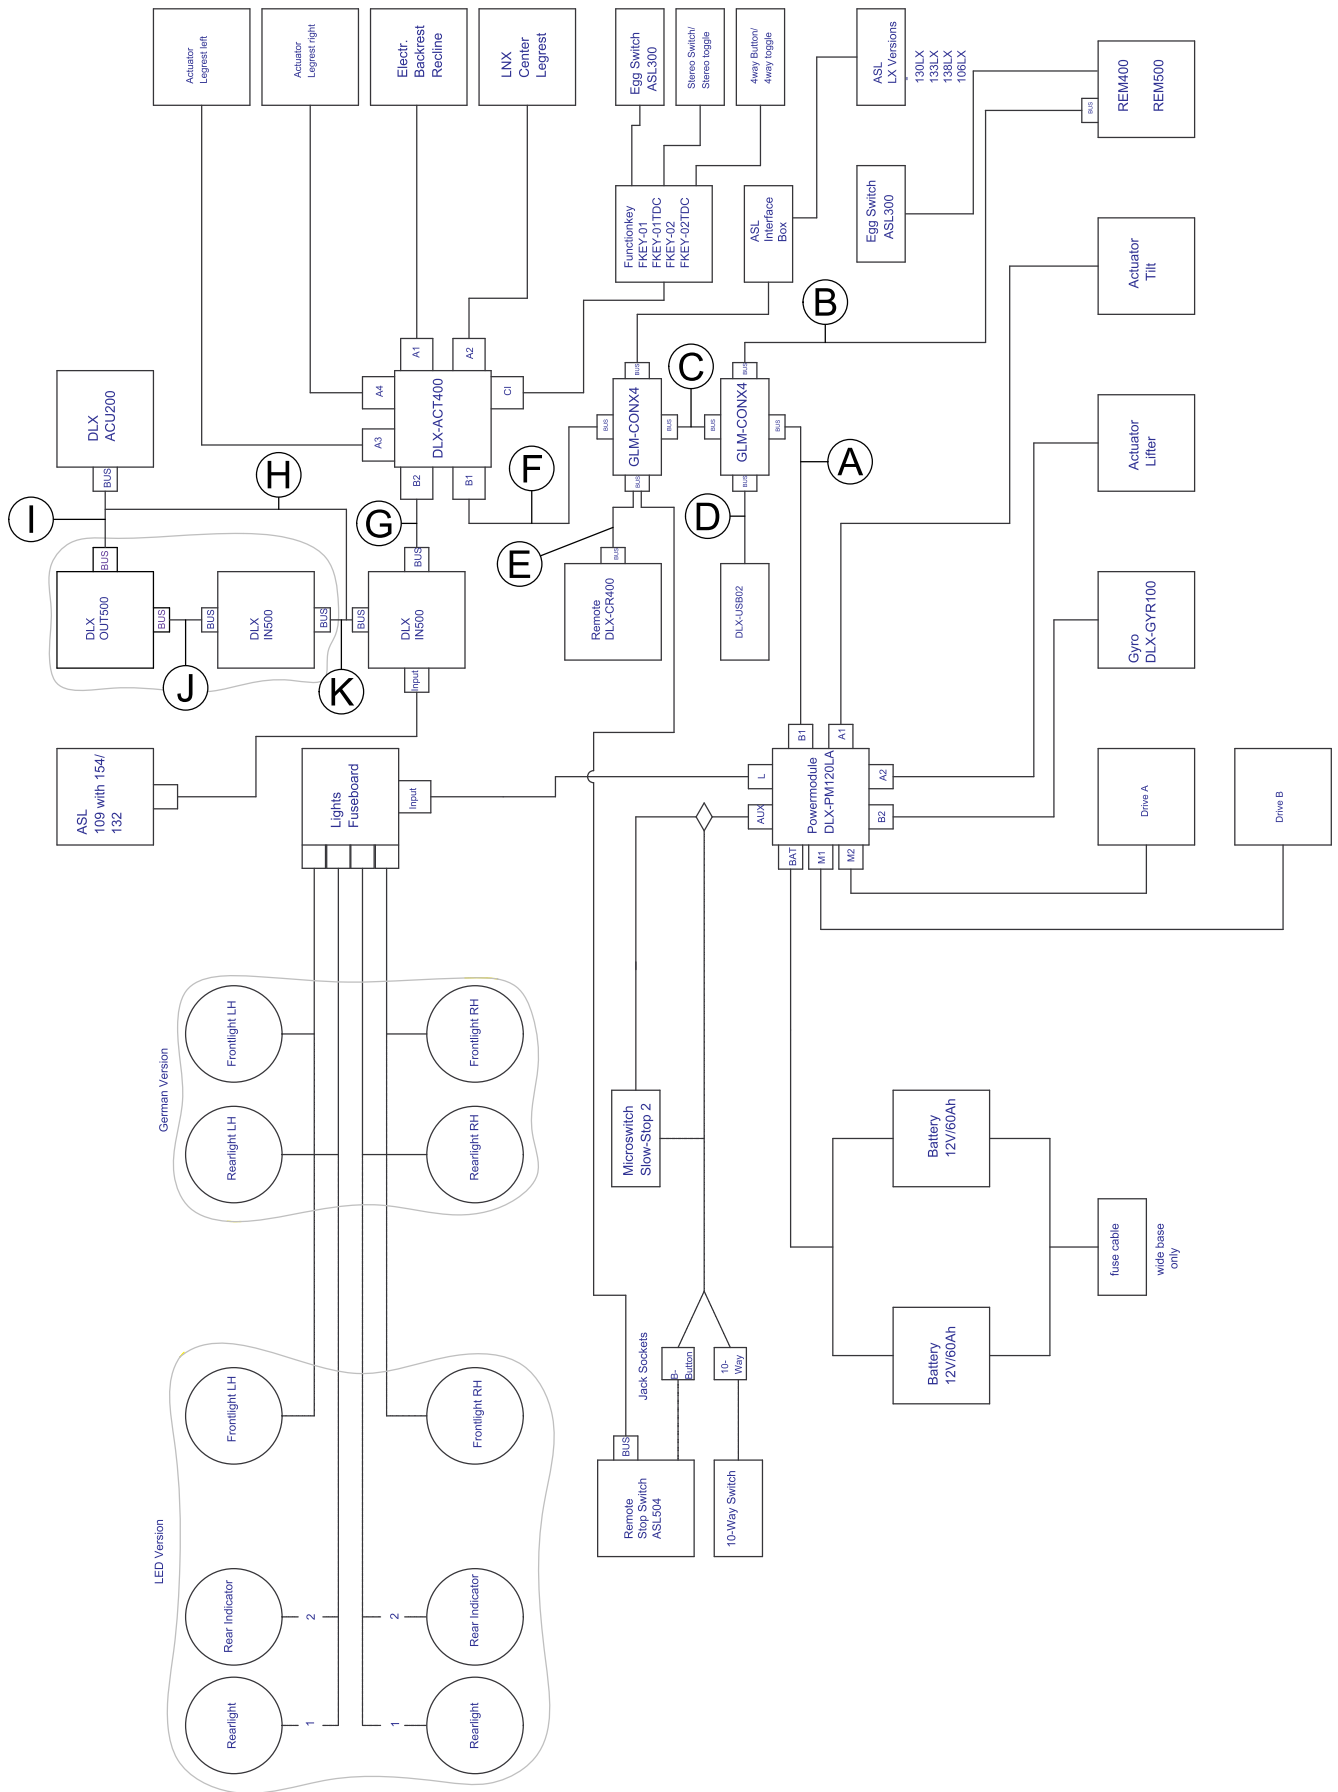 Actuator
Legrest left
Actuator
Legrest right
Electr.
Backrest
Recline
LNX
Center
Legrest
Egg Switch
ASL300
Stereo Switch/
Stereo toggle
4way Button/
4way toggle
ASL
LX Versions
130LX
133LX
138LX
106LX
REM400
REM500
BUS
Egg Switch
ASL300
Functionkey
FKEY-01
FKEY-01TDC
FKEY-02
FKEY-02TDC
ASL
Interface
Box
Actuator
Tilt
B
C
A1
A2
A4
A3
CI
DLX-ACT400
B2
B1
BUS
BUS
BUS
BUS
GLM-CONX4
BUS
BUS
BUS
BUS
GLM-CONX4
DLX
ACU200
BUS
H
F
A
I
G
D
E
Actuator
Lifter
BUS
DLX
OUT500
BUS
BUS
DLX
IN500
BUS
BUS
BUS
DLX
IN500
Input
BUS
Remote
DLX-CR400
DLX-USB02
Gyro
DLX-GYR100
J
K
ASL
109 with 154/
132
Lights
Fuseboard
Input
B1
A1
L
AUX
Powermodule
DLX-PM120LA
A2
B2
BAT
M1
M2
Drive A
Drive B
German Version
Frontlight LH
Frontlight RH
Rearlight LH
Rearlight RH
Microswitch
Slow-Stop 2
Battery
12V/60Ah
fuse cable
wide base
only
Battery
12V/60Ah
Jack Sockets
B-
Button
10-
Way
BUS
Remote
Stop Switch
ASL504
10-Way Switch
LED Version
Frontlight LH
Frontlight RH
Rear Indicator
2
2
Rear Indicator
Rearlight
1
1
Rearlight